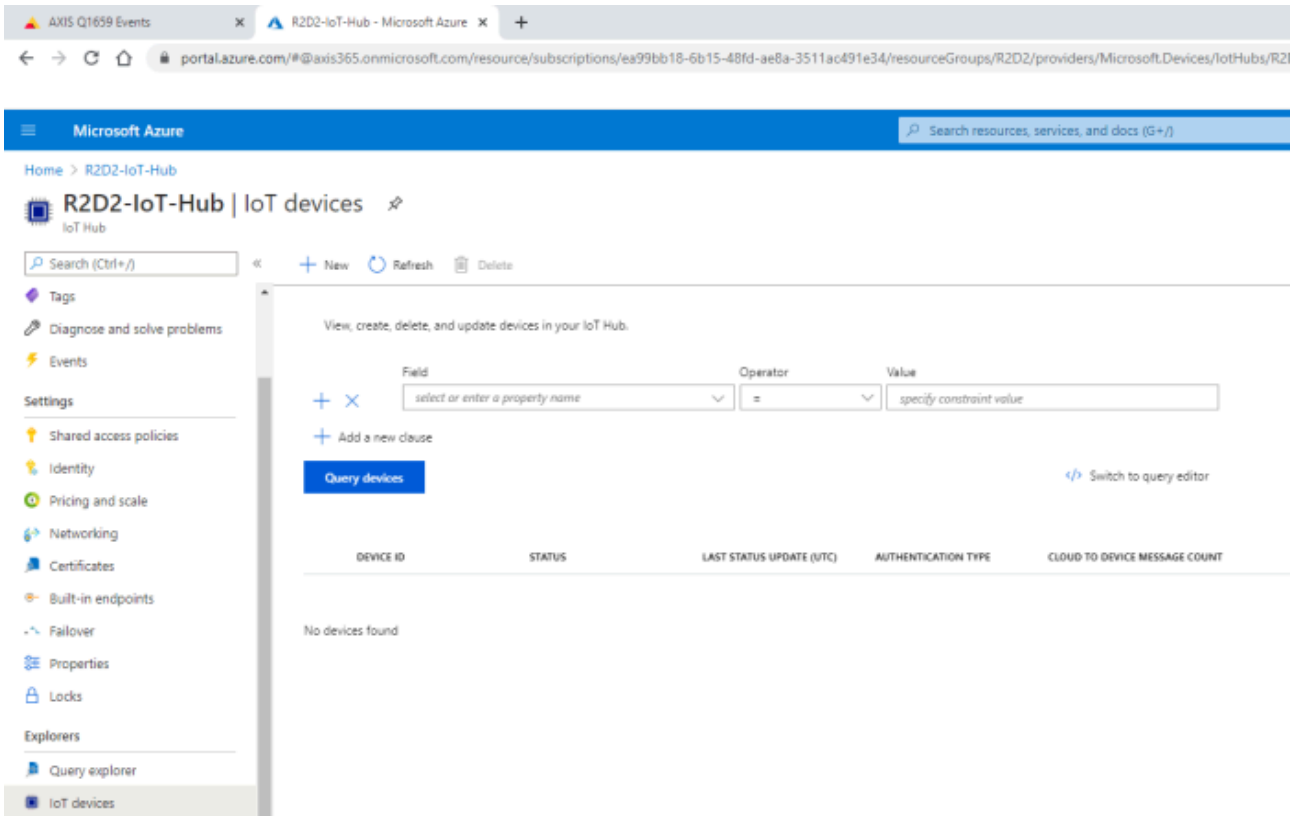 AXIS Q1659 Events
R2D2-IoT-Hub - Microsoft Azure
portal.azure.com/#@axis365.onmicrosoft.com/resource/subscriptions/ea99bb18-6b15-48fd-ae8a-3511ac491e34/resourceGroups/R2D2/providers/Microsoft.Devices/IotHubs/R2
Microsoft Azure
Search resources, services, and docs (G+/)
Home > R2D2-IoT-Hub
R2D2-IoT-Hub | IoT devices
IoT Hub
Search (Ctrl+/)
«
New
Refresh
Delete
Tags
Diagnose and solve problems
Events
Settings
Shared access policies
Identity
Pricing and scale
Networking
Certificates
Built-in endpoints
Failover
Properties
Locks
Explorers
Query explorer
IoT devices
View, create, delete, and update devices in your IoT Hub.
Field Operator Value
select or enter a property name = specify constraint value
Add a new clause
Query devices
</> Switch to query editor
DEVICE ID STATUS LAST STATUS UPDATE (UTC) AUTHENTICATION TYPE CLOUD TO DEVICE MESSAGE COUNT
No devices found